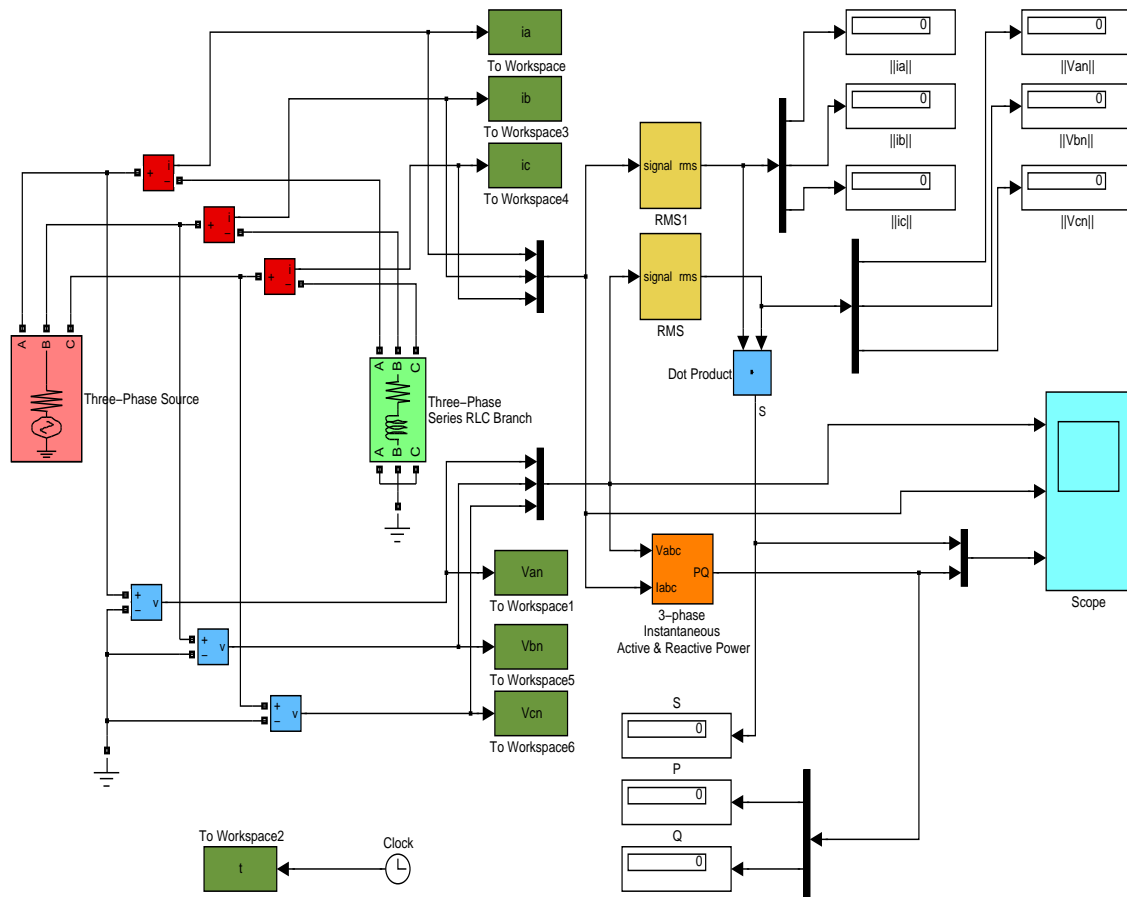 ia
To Workspace
ib
To Workspace3
ic
To Workspace4
0
||ia||
0
||ib||
0
||ic||
0
||Van||
0
||Vbn||
0
||Vcn||
+ i −
+ i −
+ i −
signal rms
RMS1
signal rms
RMS
Dot Product
S
A B C
Three−Phase Source
A B C
A B C
Three−Phase
Series RLC Branch
Vabc
Iabc
PQ
3−phase
Instantaneous
Active & Reactive Power
Scope
+ − v
+ − v
+ − v
Van
To Workspace1
Vbn
To Workspace5
Vcn
To Workspace6
S
0
P
0
Q
0
To Workspace2
t
Clock